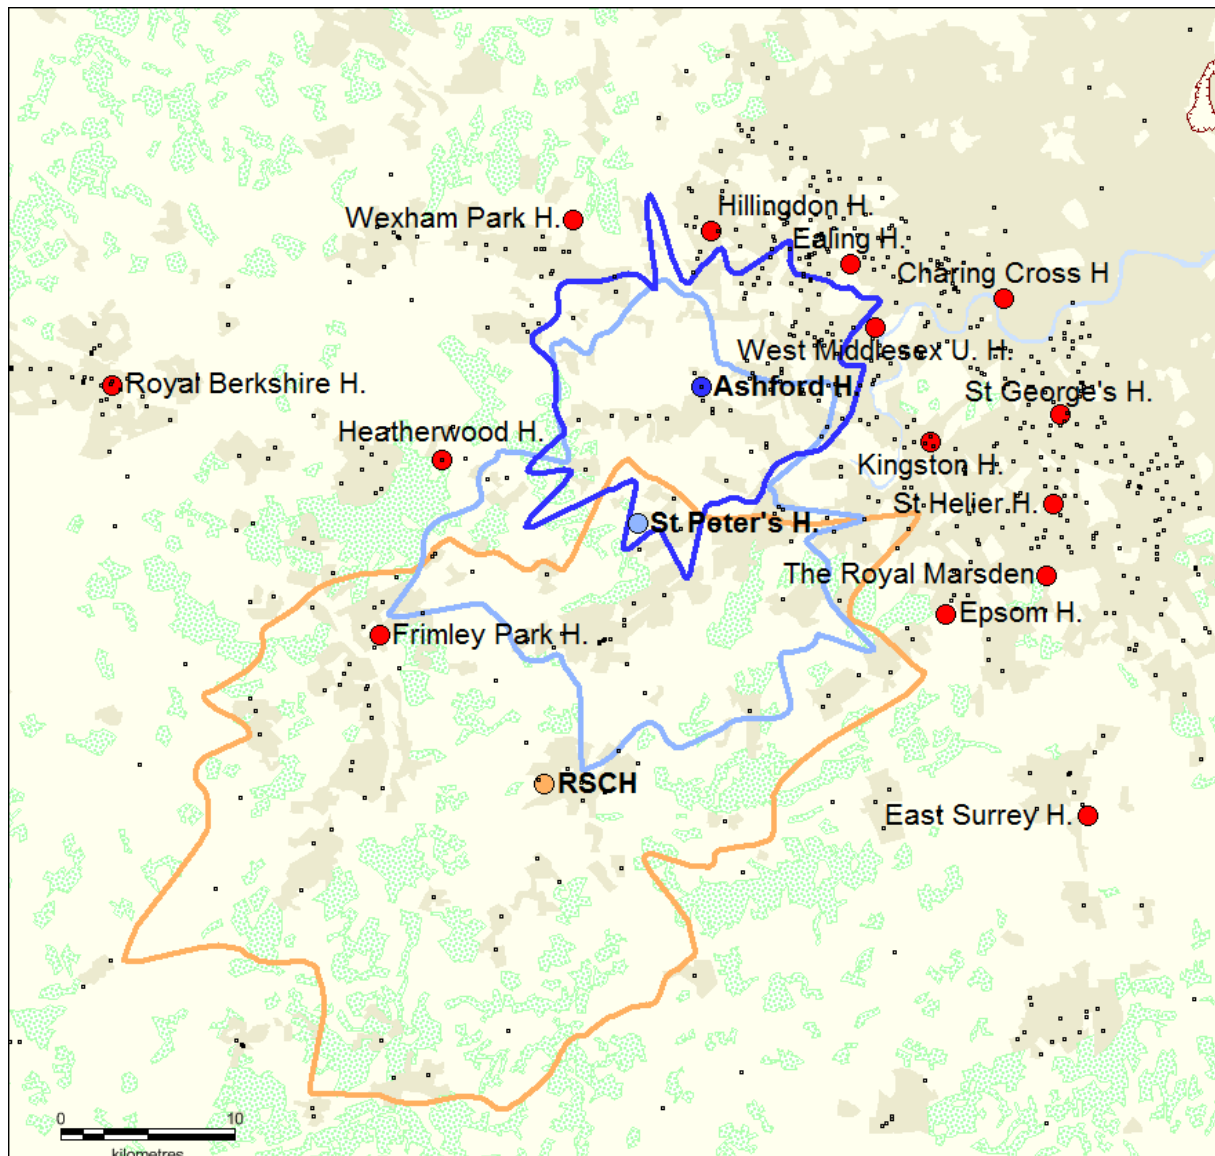 Hillingdon H.
Wexham Park H.
Ealing H.
Charing Cross H
West Middlesex U. H.
Royal Berkshire H.
Ashford H.
St George's H.
Heatherwood H.
Kingston H.
St Helier H.
St Peter's H.
The Royal Marsden
Epsom H.
Frimley Park H.
RSCH
East Surrey H.
0 10
kilometres